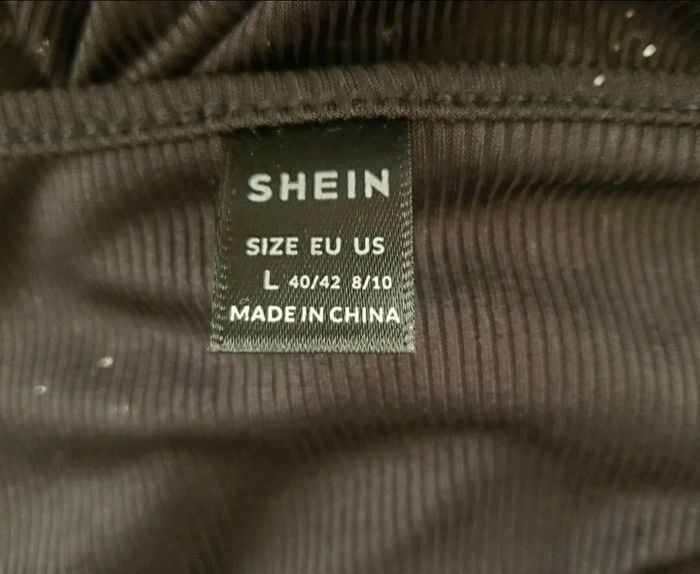 SHEIN
SIZE EU US
L 40/42 8/10
MADE IN CHINA